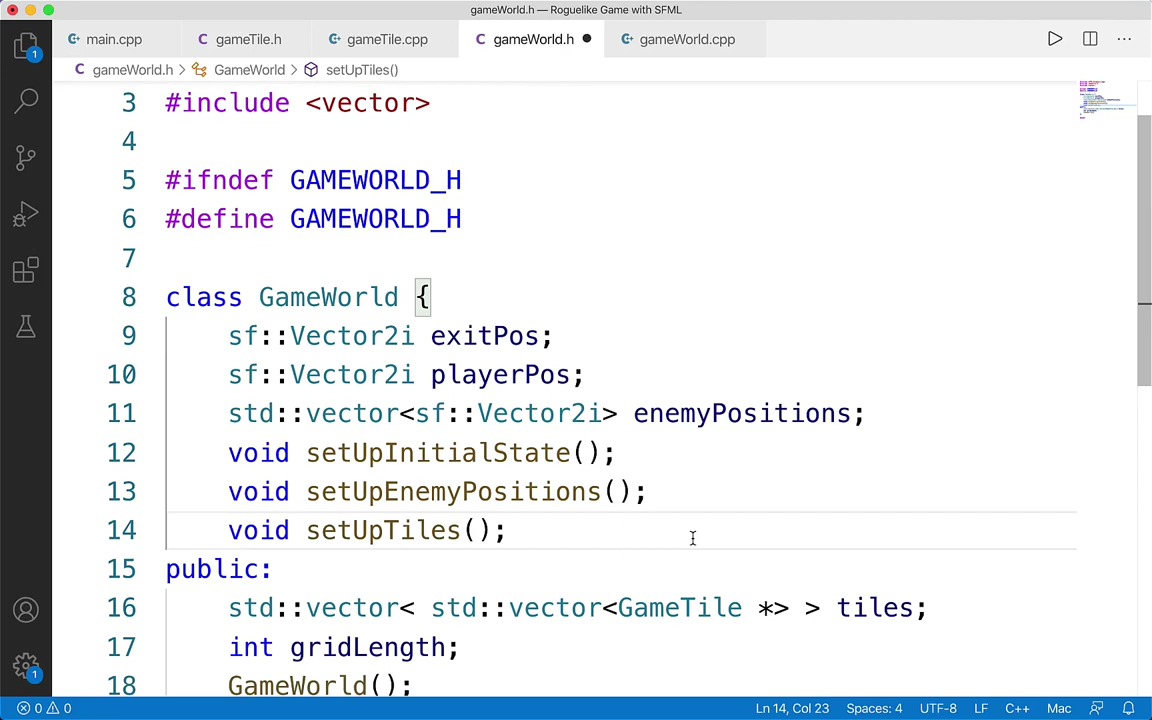 gameWorld.h — Roguelike Game with SFML
main.cpp
gameTile.h
gameTile.cpp
gameWorld.h
gameWorld.cpp
gameWorld.h > GameWorld > setUpTiles()
3 #include <vector>
4
5 #ifndef GAMEWORLD_H
6 #define GAMEWORLD_H
7
8 class GameWorld {
9 sf::Vector2i exitPos;
10 sf::Vector2i playerPos;
11 std::vector<sf::Vector2i> enemyPositions;
12 void setUpInitialState();
13 void setUpEnemyPositions();
14 void setUpTiles();
15 public:
16 std::vector< std::vector<GameTile *> > tiles;
17 int gridLength;
18 GameWorld();
1
1
0 0 Ln 14, Col 23 Spaces: 4 UTF-8 LF C++ Mac